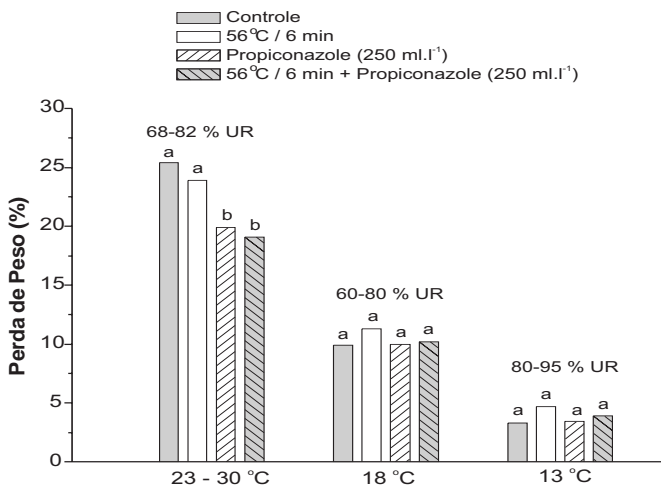 Controle
56°C / 6 min
Propiconazole (250 ml.l⁻¹)
56°C / 6 min + Propiconazole (250 ml.l⁻¹)
Perda de Peso (%)
30
25
20
15
10
5
0
68-82 % UR
a a b b
60-80 % UR
a a a a
80-95 % UR
a a a a
23 - 30 °C 18 °C 13 °C